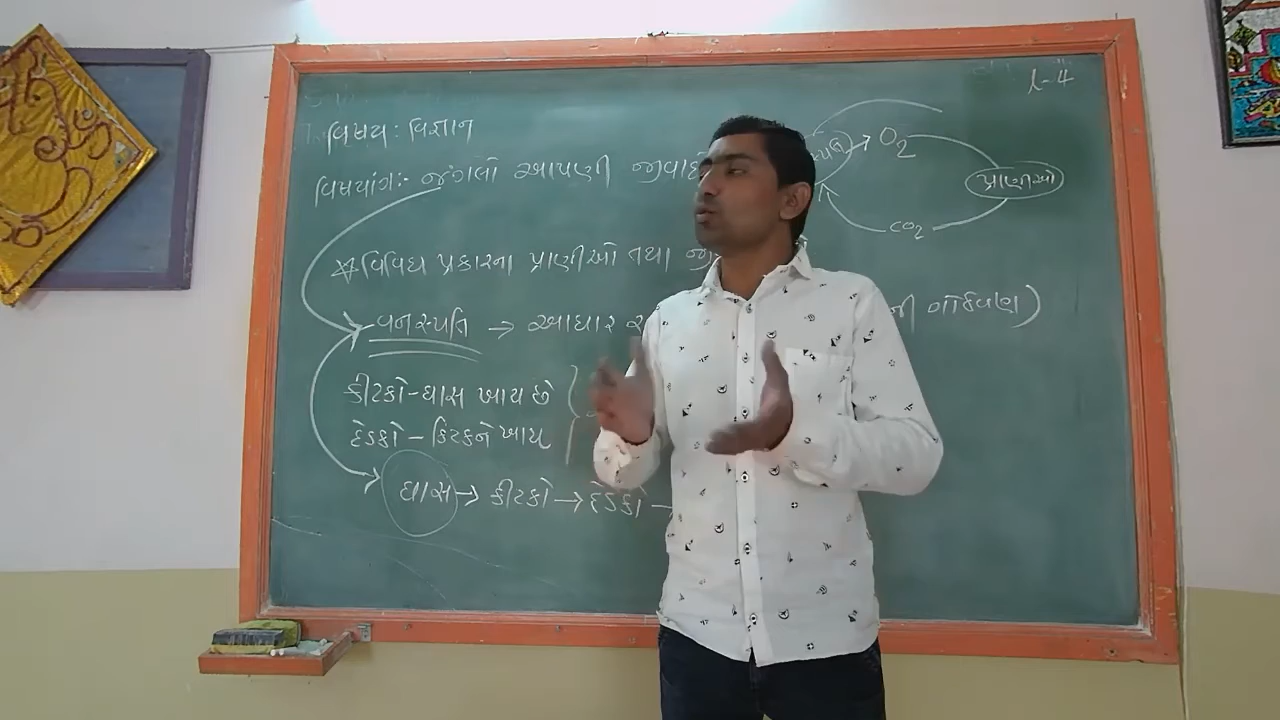 L-4
વિષય : વિજ્ઞાન
વિષયાંગ:- જંગલો આપણી
O₂
પ્રાણીઓ
CO₂
* વિવિધ પ્રકારના પ્રાણીઓ તથા
વનસ્પતિ → આધાર
ની ગોઠવણ)
કીટકો - ઘાસ ખાય છે
દેડકો - કિટકને ખાય
ઘાસ → કીટકો → દેડકો →